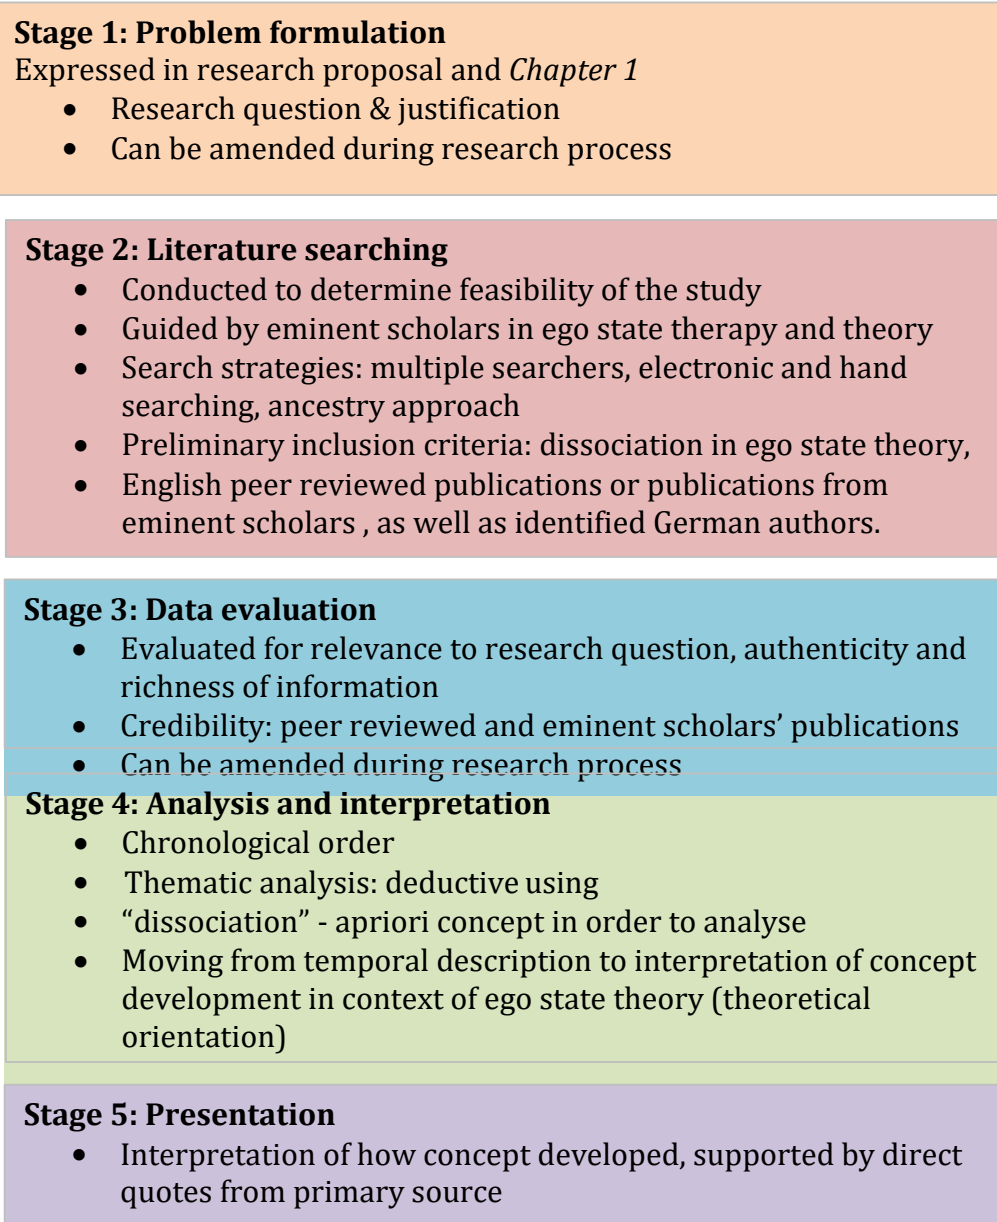 Stage 1: Problem formulation
Expressed in research proposal and Chapter 1
• Research question & justification
• Can be amended during research process
Stage 2: Literature searching
• Conducted to determine feasibility of the study
• Guided by eminent scholars in ego state therapy and theory
• Search strategies: multiple searchers, electronic and hand
searching, ancestry approach
• Preliminary inclusion criteria: dissociation in ego state theory,
• English peer reviewed publications or publications from
eminent scholars , as well as identified German authors.
Stage 3: Data evaluation
• Evaluated for relevance to research question, authenticity and
richness of information
• Credibility: peer reviewed and eminent scholars’ publications
• Can be amended during research process
Stage 4: Analysis and interpretation
• Chronological order
• Thematic analysis: deductive using
• “dissociation” - apriori concept in order to analyse
• Moving from temporal description to interpretation of concept
development in context of ego state theory (theoretical
orientation)
Stage 5: Presentation
• Interpretation of how concept developed, supported by direct
quotes from primary source